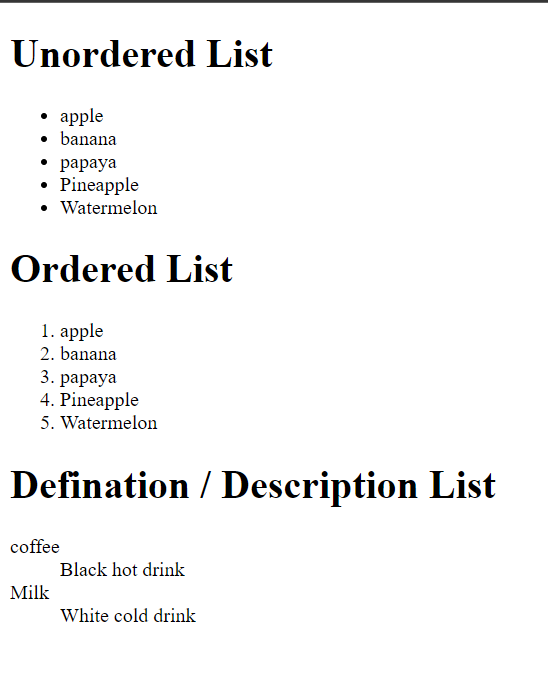 Unordered List
• apple
• banana
• papaya
• Pineapple
• Watermelon
Ordered List
1. apple
2. banana
3. papaya
4. Pineapple
5. Watermelon
Defination / Description List
coffee
Black hot drink
Milk
White cold drink